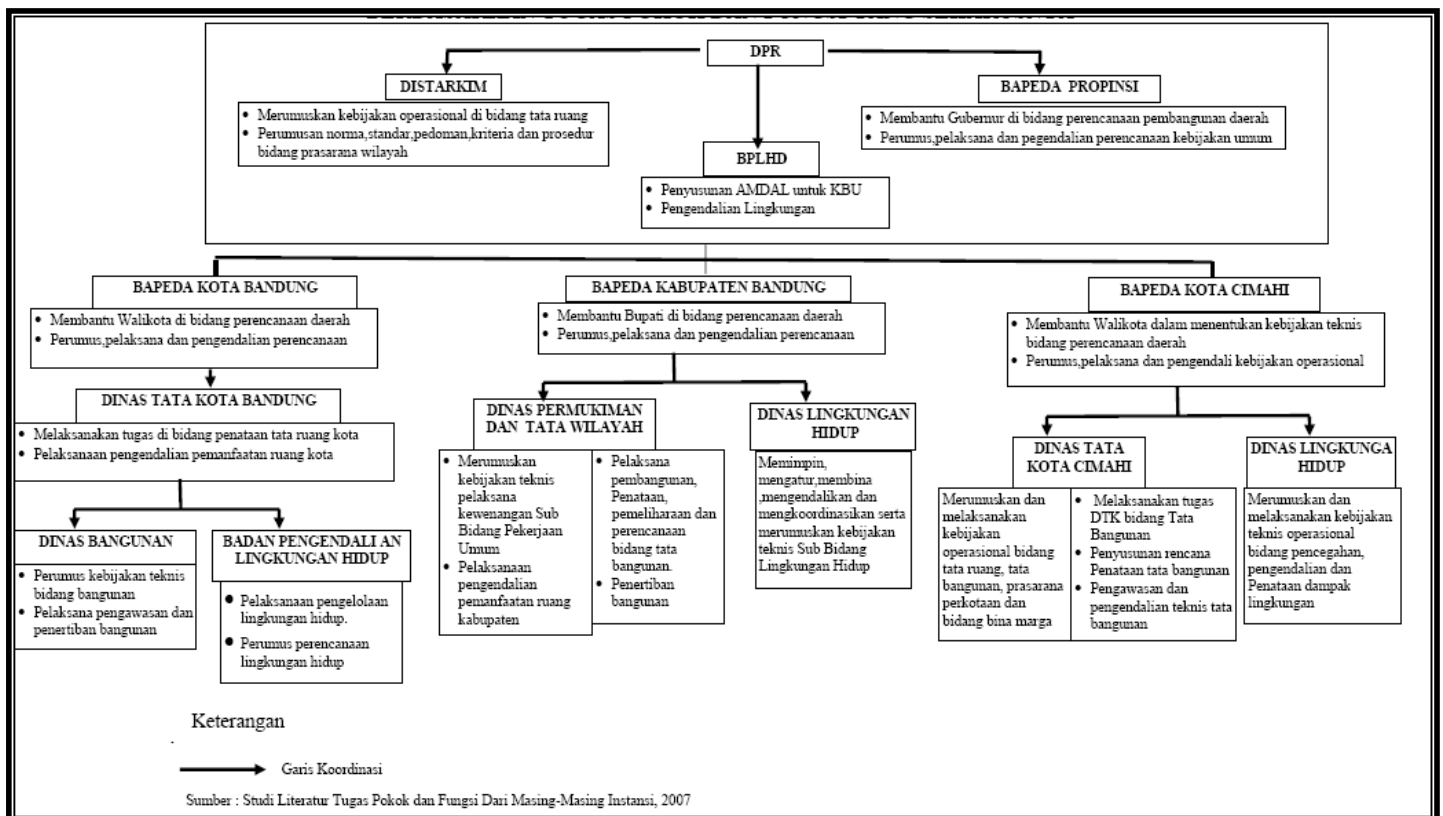 DPR
DISTARKIM
• Merumuskan kebijakan operasional di bidang tata ruang
• Perumusan norma,standar,pedoman,kriteria dan prosedur
bidang prasarana wilayah
BAPEDA PROPINSI
• Membantu Gubernur di bidang perencanaan pembangunan daerah
• Perumus,pelaksana dan pegendalian perencanaan kebijakan umum
BPLHD
• Penyusunan AMDAL untuk KBU
• Pengendalian Lingkungan
BAPEDA KOTA BANDUNG
• Membantu Walikota di bidang perencanaan daerah
• Perumus,pelaksana dan pengendalian perencanaan
BAPEDA KABUPATEN BANDUNG
• Membantu Bupati di bidang perencanaan daerah
• Perumus,pelaksana dan pengendalian perencanaan
BAPEDA KOTA CIMAHI
• Membantu Walikota dalam menentukan kebijakan teknis
bidang perencanaan daerah
• Perumus,pelaksana dan pengendali kebijakan operasional
DINAS TATA KOTA BANDUNG
• Melaksanakan tugas di bidang penataan tata ruang kota
• Pelaksanaan pengendalian pemanfaatan ruang kota
DINAS BANGUNAN
• Perumus kebijakan teknis
bidang bangunan
• Pelaksana pengawasan dan
penertiban bangunan
BADAN PENGENDALI AN
LINGKUNGAN HIDUP
• Pelaksanaan pengelolaan
lingkungan hidup.
• Perumus perencanaan
lingkungan hidup
DINAS PERMUKIMAN
DAN TATA WILAYAH
• Merumuskan
kebijakan teknis
pelaksana
kewenangan Sub
Bidang Pekerjaan
Umum
• Pelaksanaan
pengendalian
pemanfaatan ruang
kabupaten
• Pelaksana
pembangunan,
Penataan,
pemeliharaan dan
perencanaan
bidang tata
bangunan.
• Penertiban
bangunan
DINAS LINGKUNGAN
HIDUP
Memimpin,
mengatur,membina
,mengendalikan dan
mengkoordinasikan serta
merumuskan kebijakan
teknis Sub Bidang
Lingkungan Hidup
DINAS TATA
KOTA CIMAHI
Merumuskan dan
melaksanakan
kebijakan
operasional bidang
tata ruang, tata
bangunan, prasarana
perkotaan dan
bidang bina marga
• Melaksanakan tugas
DTK bidang Tata
Bangunan
• Penyusunan rencana
Penataan tata bangunan
• Pengawasan dan
pengendalian teknis tata
bangunan
DINAS LINGKUNGA
HIDUP
Merumuskan dan
melaksanakan kebijakan
teknis operasional
bidang pencegahan,
pengendalian dan
Penataan dampak
lingkungan
Keterangan
Garis Koordinasi
Sumber : Studi Literatur Tugas Pokok dan Fungsi Dari Masing-Masing Instansi, 2007